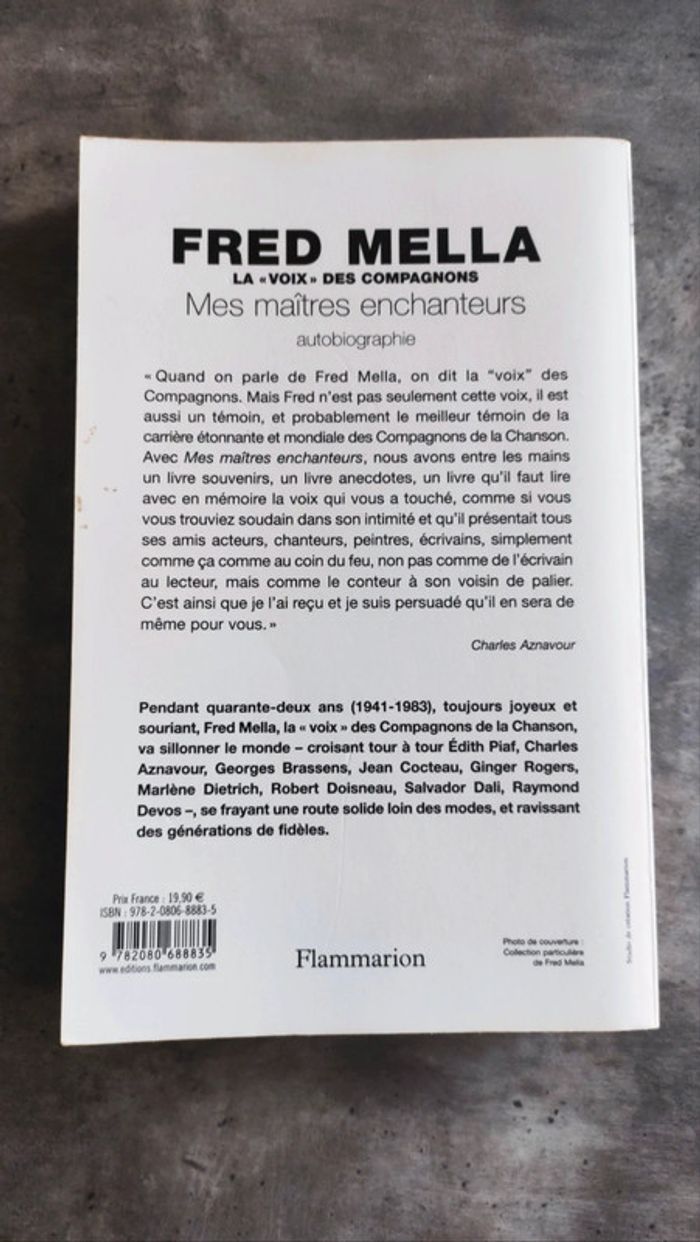 FRED MELLA
LA «VOIX» DES COMPAGNONS
Mes maîtres enchanteurs
autobiographie
« Quand on parle de Fred Mella, on dit la "voix" des
Compagnons. Mais Fred n'est pas seulement cette voix, il est
aussi un témoin, et probablement le meilleur témoin de la
carrière étonnante et mondiale des Compagnons de la Chanson.
Avec Mes maîtres enchanteurs, nous avons entre les mains
un livre souvenirs, un livre anecdotes, un livre qu'il faut lire
avec en mémoire la voix qui vous a touché, comme si vous
vous trouviez soudain dans son intimité et qu'il présentait tous
ses amis acteurs, chanteurs, peintres, écrivains, simplement
comme ça comme au coin du feu, non pas comme de l'écrivain
au lecteur, mais comme le conteur à son voisin de palier.
C'est ainsi que je l'ai reçu et je suis persuadé qu'il en sera de
même pour vous. »
Charles Aznavour
Pendant quarante-deux ans (1941-1983), toujours joyeux et
souriant, Fred Mella, la « voix » des Compagnons de la Chanson,
va sillonner le monde – croisant tour à tour Édith Piaf, Charles
Aznavour, Georges Brassens, Jean Cocteau, Ginger Rogers,
Marlène Dietrich, Robert Doisneau, Salvador Dali, Raymond
Devos –, se frayant une route solide loin des modes, et ravissant
des générations de fidèles.
Prix France : 19,90 €
ISBN : 978-2-0806-8883-5
9 782080 688835
www.editions.flammarion.com
Flammarion
Photo de couverture :
Collection particulière
de Fred Mella
Studio de création Flammarion